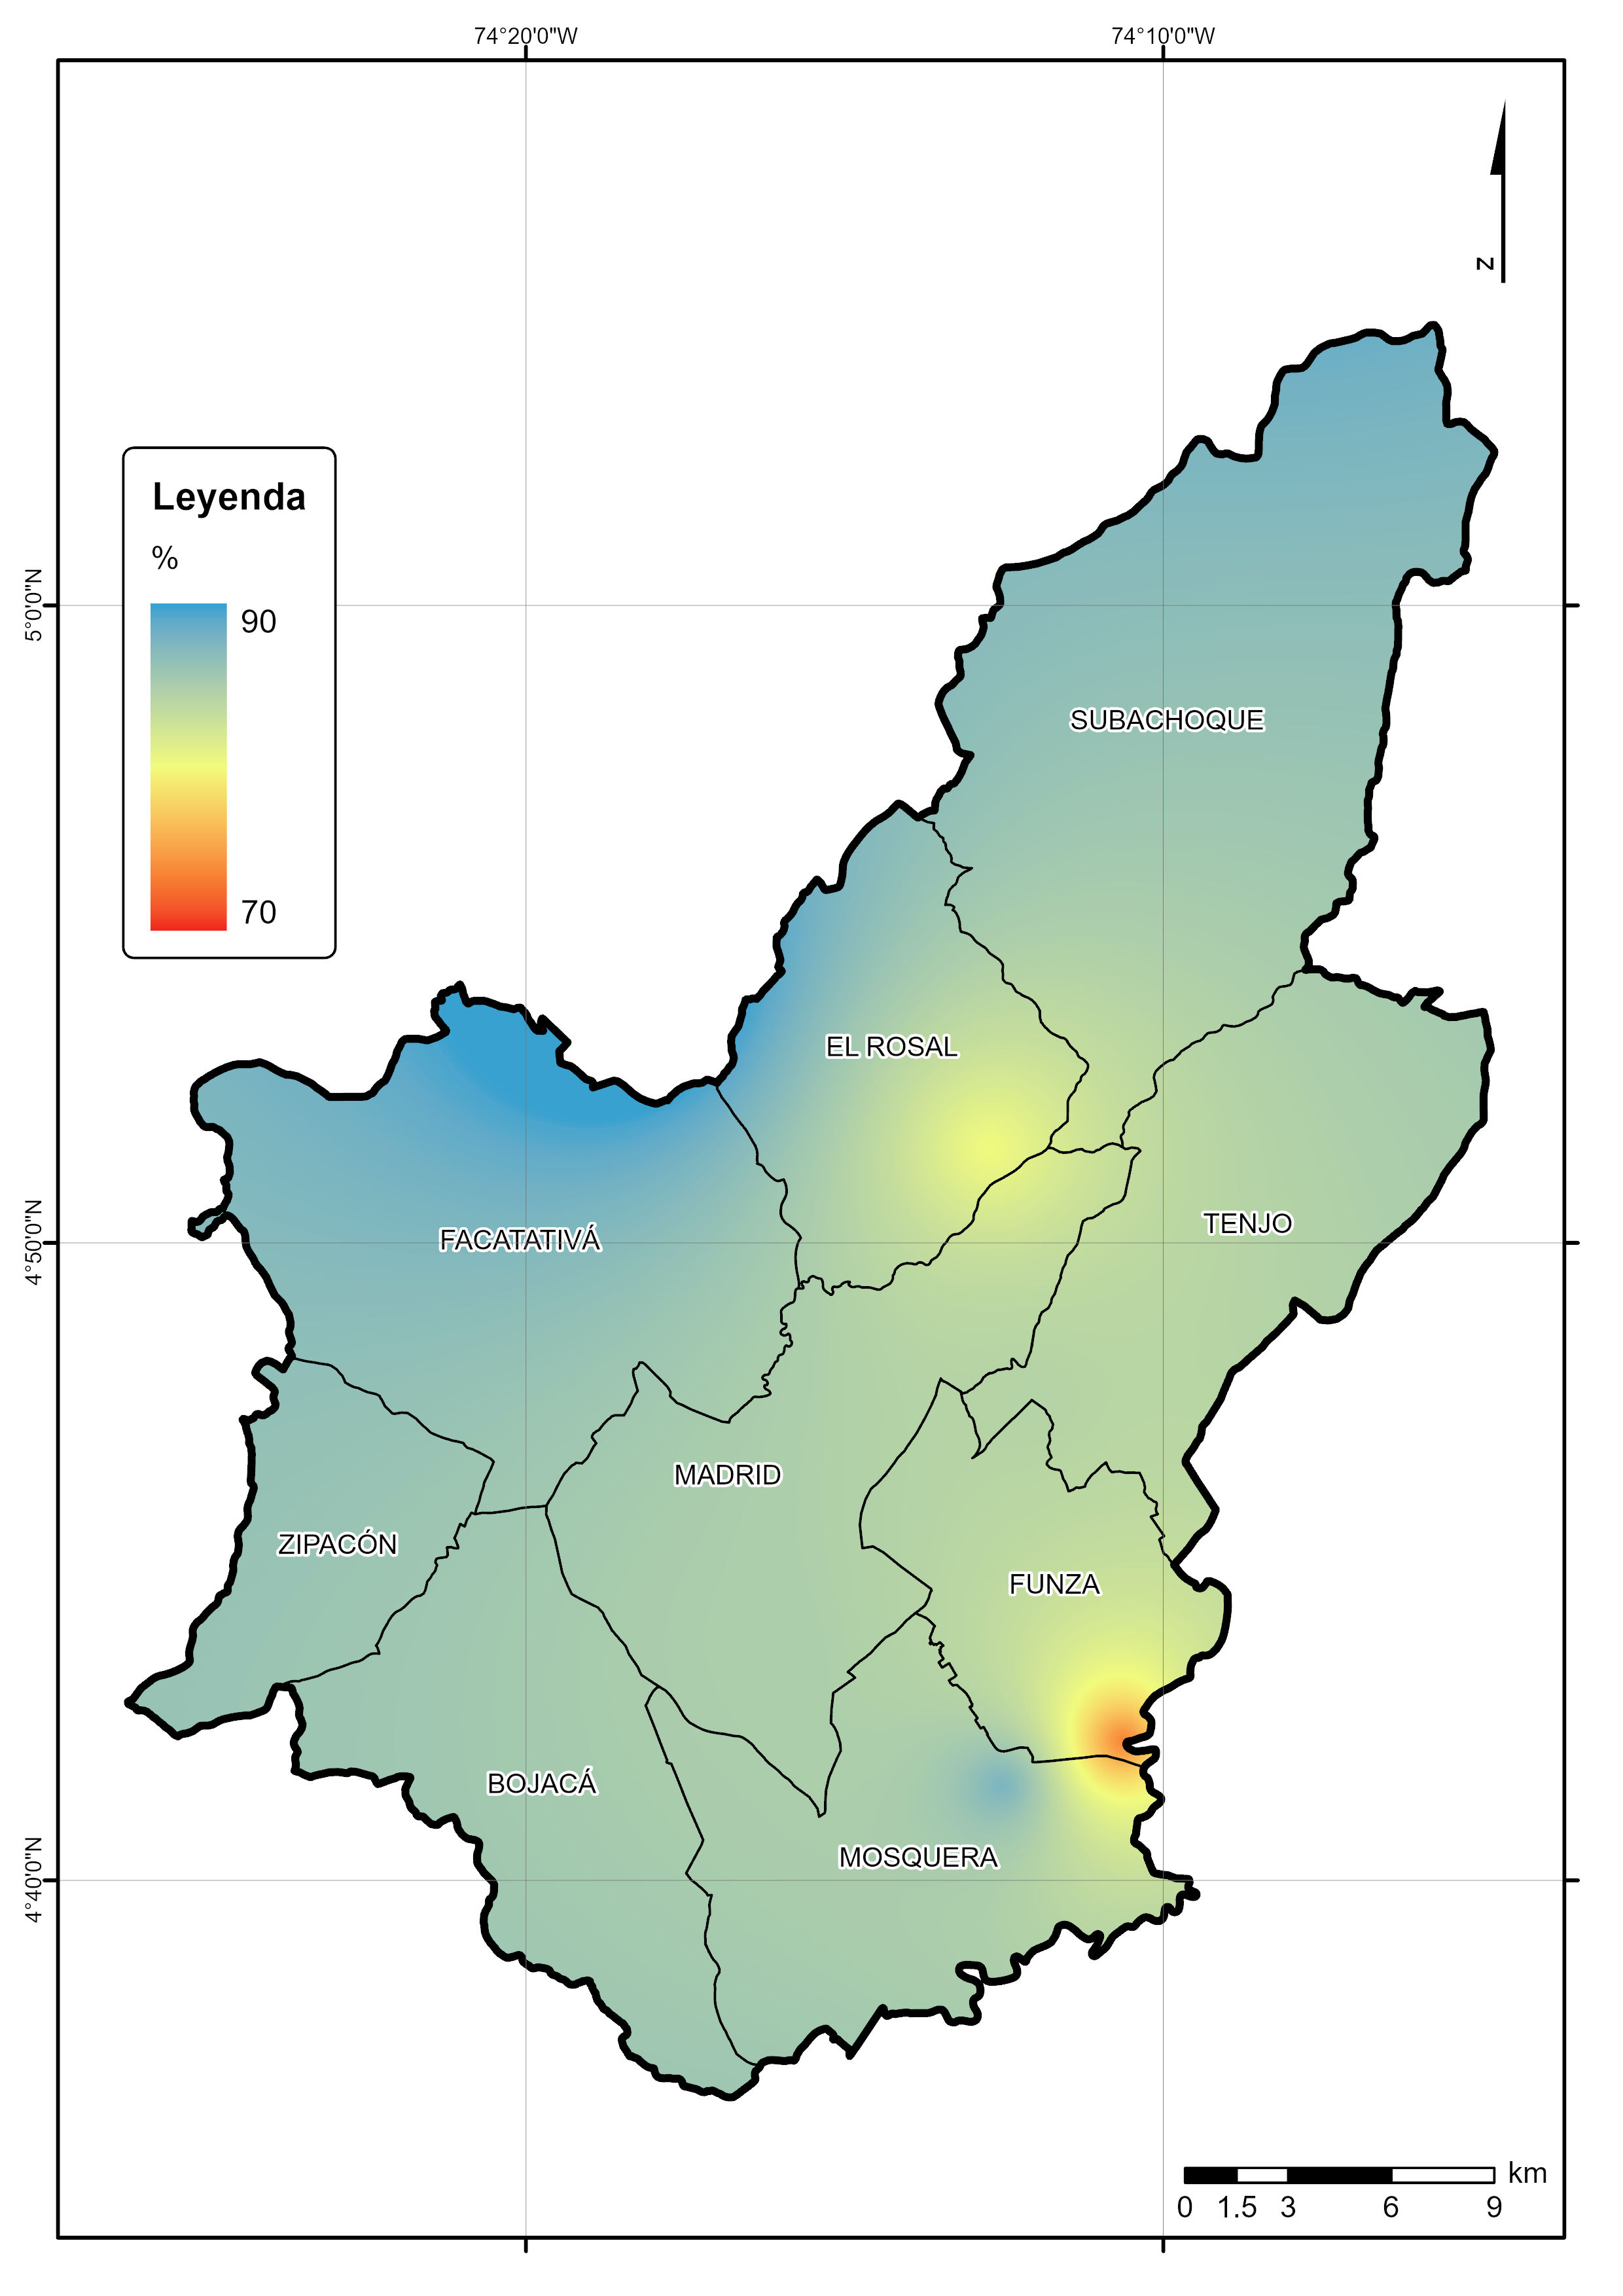 74°20'0"W
74°10'0"W
N
5°0'0"N
Leyenda
%
90
70
SUBACHOQUE
EL ROSAL
4°50'0"N
FACATATIVÁ
TENJO
MADRID
ZIPACÓN
FUNZA
BOJACÁ
MOSQUERA
4°40'0"N
km
0 1.5 3 6 9